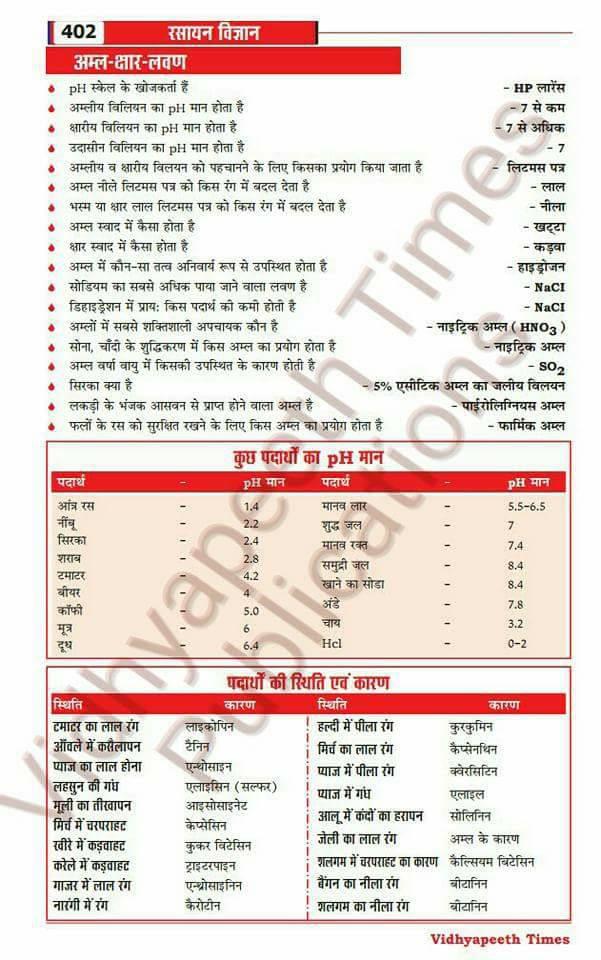 402
रसायन विज्ञान
अम्ल-क्षार-लवण
pH स्केल के खोजकर्ता हैं – HP लारेंस
अम्लीय विलियन का pH मान होता है – 7 से कम
क्षारीय विलियन का pH मान होता है – 7 से अधिक
उदासीन विलियन का pH मान होता है – 7
अम्लीय व क्षारीय विलयन को पहचानने के लिए किसका प्रयोग किया जाता है – लिटमस पत्र
अम्ल नीले लिटमस पत्र को किस रंग में बदल देता है – लाल
भस्म या क्षार लाल लिटमस पत्र को किस रंग में बदल देता है – नीला
अम्ल स्वाद में कैसा होता है – खट्टा
क्षार स्वाद में कैसा होता है – कड़वा
अम्ल में कौन-सा तत्व अनिवार्य रूप से उपस्थित होता है – हाइड्रोजन
सोडियम का सबसे अधिक पाया जाने वाला लवण है – NaCl
डिहाइड्रेशन में प्राय: किस पदार्थ की कमी होती है – NaCl
अम्लों में सबसे शक्तिशाली अपचायक कौन है – नाइट्रिक अम्ल ( HNO3 )
सोना, चाँदी के शुद्धिकरण में किस अम्ल का प्रयोग होता है – नाइट्रिक अम्ल
अम्ल वर्षा वायु में किसकी उपस्थित के कारण होती है – SO2
सिरका क्या है – 5% एसीटिक अम्ल का जलीय विलयन
लकड़ी के भंजक आसवन से प्राप्त होने वाला अम्ल है – पाईरोलिग्नियस अम्ल
फलों के रस को सुरक्षित रखने के लिए किस अम्ल का प्रयोग होता है – फार्मिक अम्ल
कुछ पदार्थों का pH मान
पदार्थ – pH मान पदार्थ – pH मान
आंत्र रस – 1.4 मानव लार – 5.5–6.5
नींबू – 2.2 शुद्ध जल – 7
सिरका – 2.4 मानव रक्त – 7.4
शराब – 2.8 समुद्री जल – 8.4
टमाटर – 4.2 खाने का सोडा – 8.4
बीयर – 4 अंडे – 7.8
कॉफी – 5.0 चाय – 3.2
मूत्र – 6 Hcl – 0–2
दूध – 6.4
पदार्थों की स्थिति एवं कारण
स्थिति कारण स्थिति कारण
टमाटर का लाल रंग लाइकोपिन हल्दी में पीला रंग कुरकुमिन
आँवले में कसैलापन टैनिन मिर्च का लाल रंग कैप्सेनथिन
प्याज का लाल होना एन्थोसाइन प्याज में पीला रंग क्वेरसिटिन
लहसुन की गंध एलाइसिन (सल्फर) प्याज में गंध एलाइल
मूली का तीखापन आइसोसाइनेट आलू में कंदों का हरापन सोलिनिन
मिर्च में चरपराहट केप्सेसिन जेली का लाल रंग अम्ल के कारण
खीरे में कड़वाहट कुकर बिटेसिन शलगम में चरपराहट का कारण कैल्सियम बिटेसिन
करेले में कड़वाहट ट्राइटरपाइन बैंगन का नीला रंग बीटानिन
गाजर में लाल रंग एन्थ्रोसाइनिन शलगम का नीला रंग बीटानिन
नारंगी में रंग कैरोटीन
Vidhyapeeth Times
Vidhyapeeth Times
Publications